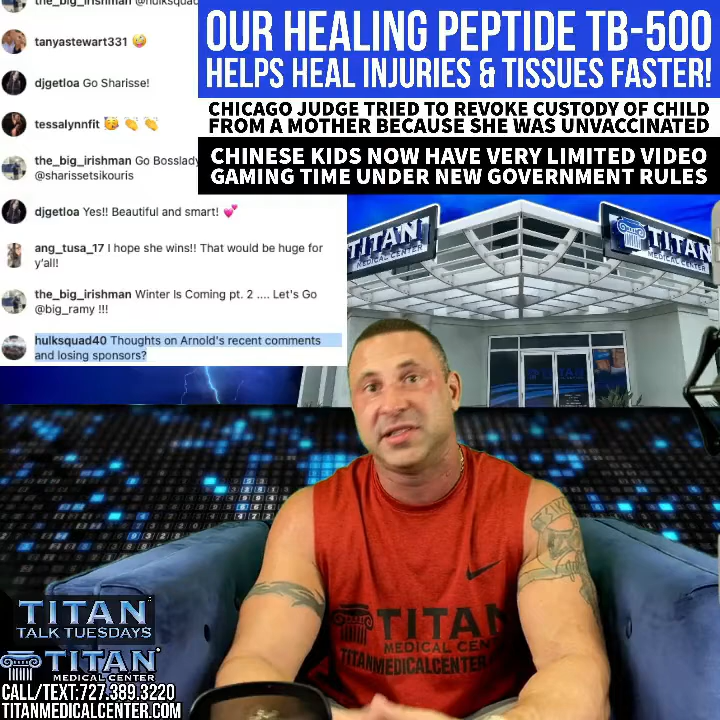 the_big_irishman @hulksquad
tanyastewart331 🤪
djgetloa Go Sharisse!
tessalynnfit 🥳 👏 👏
the_big_irishman Go Bosslady
@sharissetsikouris
djgetloa Yes!! Beautiful and smart! 💕
ang_tusa_17 I hope she wins!! That would be huge for
y'all!
the_big_irishman Winter Is Coming pt. 2 .... Let's Go
@big_ramy !!!
hulksquad40 Thoughts on Arnold's recent comments
and losing sponsors?
OUR HEALING PEPTIDE TB-500
HELPS HEAL INJURIES & TISSUES FASTER!
CHICAGO JUDGE TRIED TO REVOKE CUSTODY OF CHILD
FROM A MOTHER BECAUSE SHE WAS UNVACCINATED
CHINESE KIDS NOW HAVE VERY LIMITED VIDEO
GAMING TIME UNDER NEW GOVERNMENT RULES
TITAN
MEDICAL CENTER
TITAN
MEDICAL CENTER
TITAN
TITAN
MEDICAL CEN
TITANMEDICALCENTER
TITAN
TALK TUESDAYS
TITAN
MEDICAL CENTER
CALL/TEXT:727.389.3220
TITANMEDICALCENTER.COM